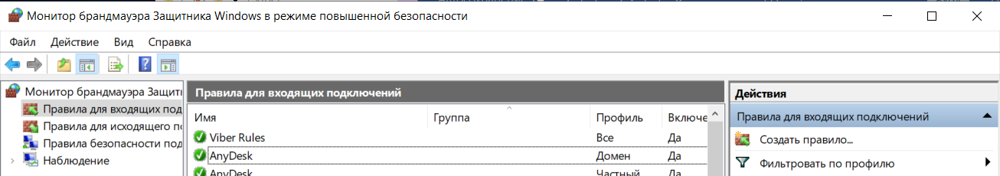 Монитор брандмауэра Защитника Windows в режиме повышенной безопасности
Файл Действие Вид Справка
Монитор брандмауэра Защит
Правила для входящих под
Правила для исходящего п
Правила безопасности под
Наблюдение
Правила для входящих подключений
Имя Группа Профиль Включе
Viber Rules Все Да
AnyDesk Домен Да
AnyDesk Частный Да
Действия
Правила для входящих подключений
Создать правило...
Фильтровать по профилю